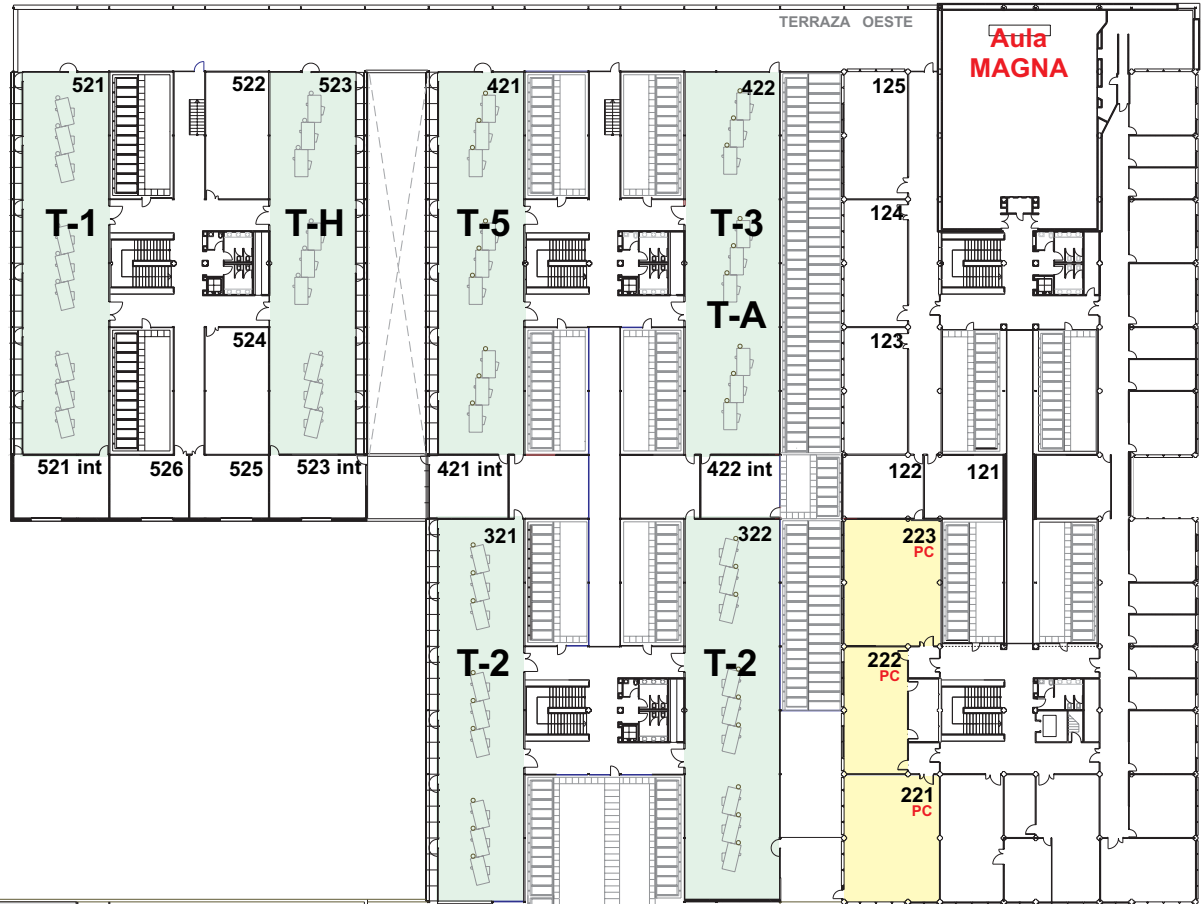 TERRAZA OESTE
Aula
MAGNA
521
522
523
421
422
125
T-1
T-H
T-5
T-3
124
T-A
524
123
521 int
526
525
523 int
421 int
422 int
122
121
321
322
223
PC
T-2
T-2
222
PC
221
PC